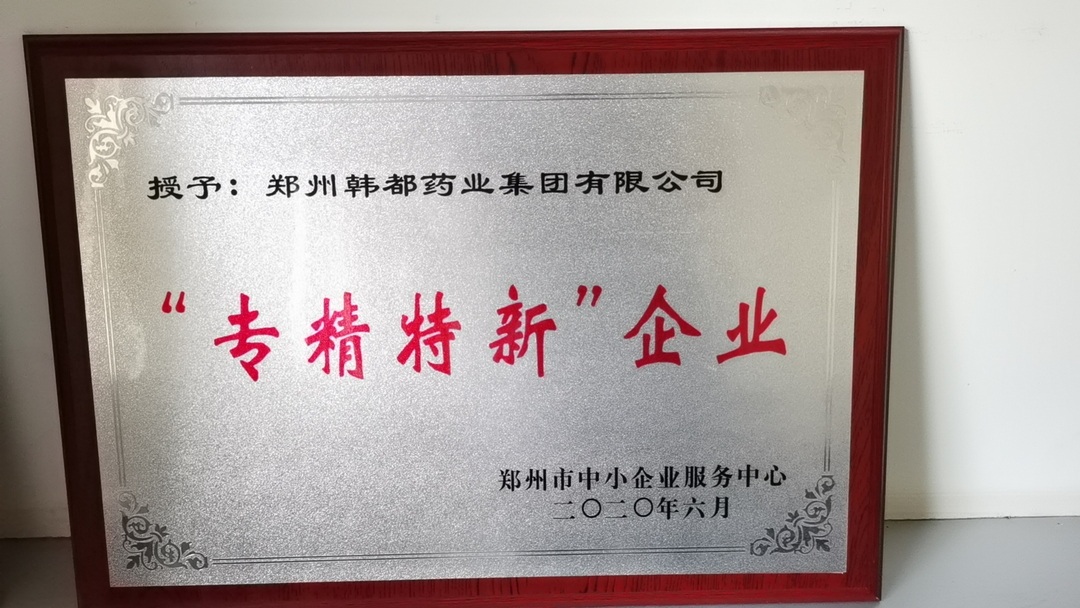 授予：郑州韩都药业集团有限公司
“专精特新”企业
郑州市中小企业服务中心
二〇二〇年六月